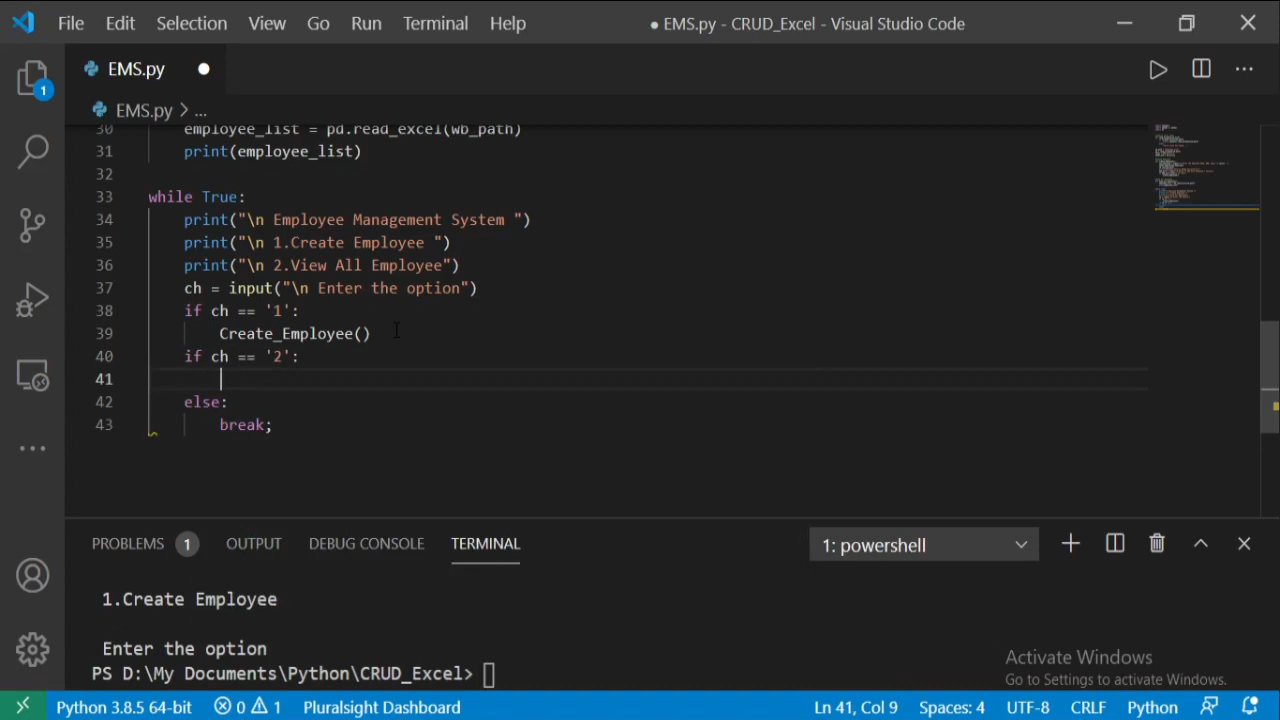 File Edit Selection View Go Run Terminal Help ● EMS.py - CRUD_Excel - Visual Studio Code
1
EMS.py
EMS.py > ...
30 employee_list = pd.read_excel(wb_path)
31 print(employee_list)
32
33 while True:
34 print("\n Employee Management System ")
35 print("\n 1.Create Employee ")
36 print("\n 2.View All Employee")
37 ch = input("\n Enter the option")
38 if ch == '1':
39 Create_Employee()
40 if ch == '2':
41
42 else:
43 break;
PROBLEMS 1 OUTPUT DEBUG CONSOLE TERMINAL 1: powershell
1.Create Employee
Enter the option
PS D:\My Documents\Python\CRUD_Excel>
Activate Windows
Go to Settings to activate Windows.
Python 3.8.5 64-bit 0 1 Pluralsight Dashboard Ln 41, Col 9 Spaces: 4 UTF-8 CRLF Python